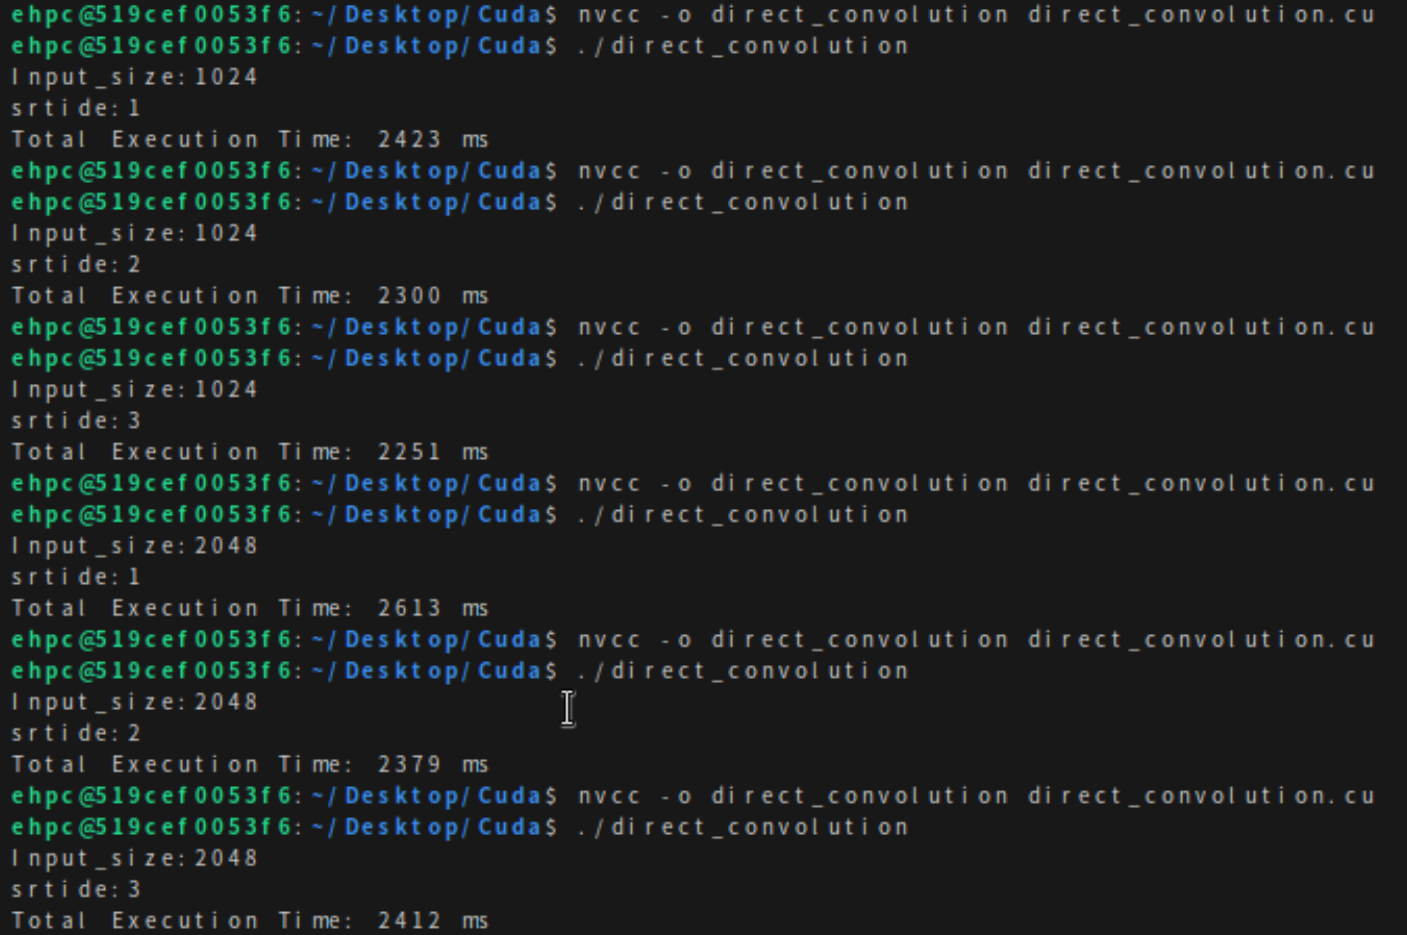 ehpc@519cef0053f6:~/Desktop/Cuda$ nvcc -o direct_convolution direct_convolution.cu
ehpc@519cef0053f6:~/Desktop/Cuda$ ./direct_convolution
Input_size:1024
srtide:1
Total Execution Time: 2423 ms
ehpc@519cef0053f6:~/Desktop/Cuda$ nvcc -o direct_convolution direct_convolution.cu
ehpc@519cef0053f6:~/Desktop/Cuda$ ./direct_convolution
Input_size:1024
srtide:2
Total Execution Time: 2300 ms
ehpc@519cef0053f6:~/Desktop/Cuda$ nvcc -o direct_convolution direct_convolution.cu
ehpc@519cef0053f6:~/Desktop/Cuda$ ./direct_convolution
Input_size:1024
srtide:3
Total Execution Time: 2251 ms
ehpc@519cef0053f6:~/Desktop/Cuda$ nvcc -o direct_convolution direct_convolution.cu
ehpc@519cef0053f6:~/Desktop/Cuda$ ./direct_convolution
Input_size:2048
srtide:1
Total Execution Time: 2613 ms
ehpc@519cef0053f6:~/Desktop/Cuda$ nvcc -o direct_convolution direct_convolution.cu
ehpc@519cef0053f6:~/Desktop/Cuda$ ./direct_convolution
Input_size:2048
srtide:2
Total Execution Time: 2379 ms
ehpc@519cef0053f6:~/Desktop/Cuda$ nvcc -o direct_convolution direct_convolution.cu
ehpc@519cef0053f6:~/Desktop/Cuda$ ./direct_convolution
Input_size:2048
srtide:3
Total Execution Time: 2412 ms